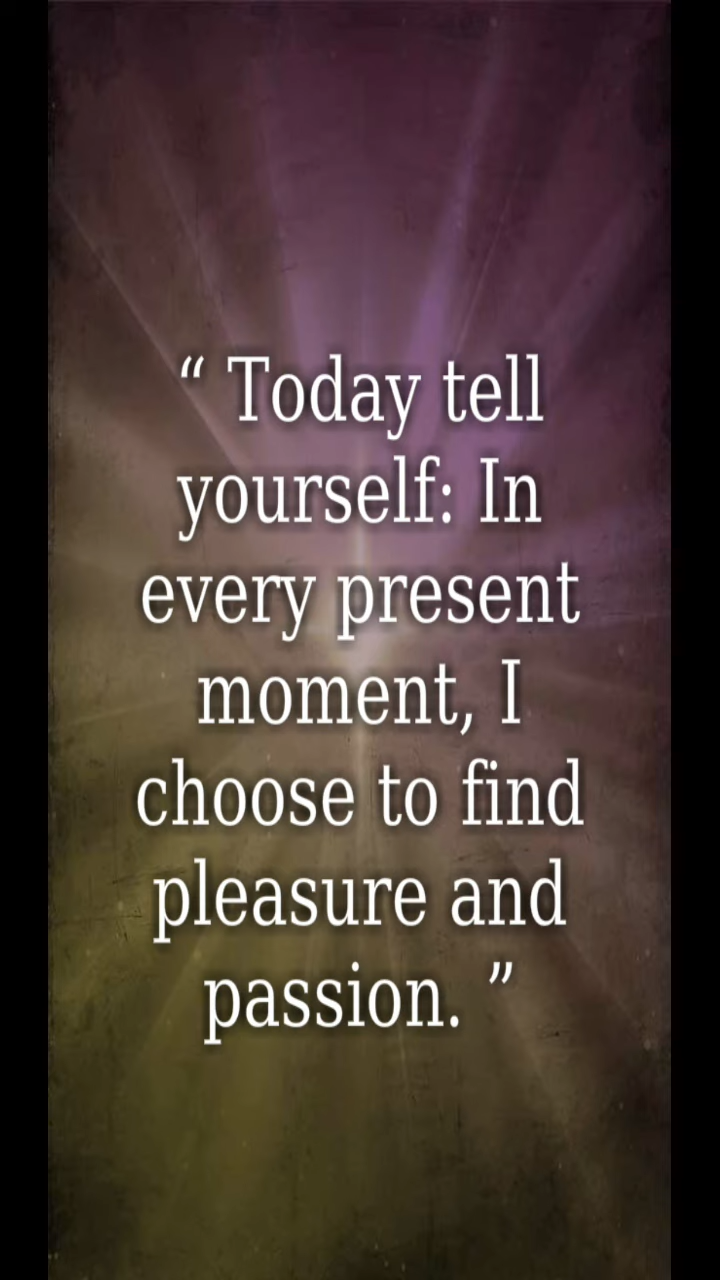 “ Today tell
yourself: In
every present
moment, I
choose to find
pleasure and
passion. ”